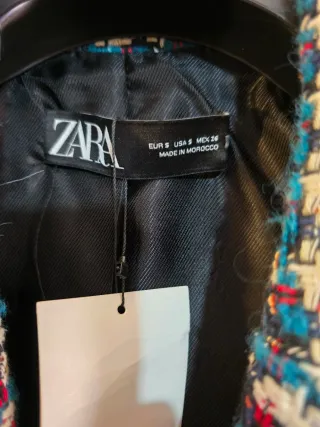 ZARA
EUR S USA S MEX 26
MADE IN MOROCCO